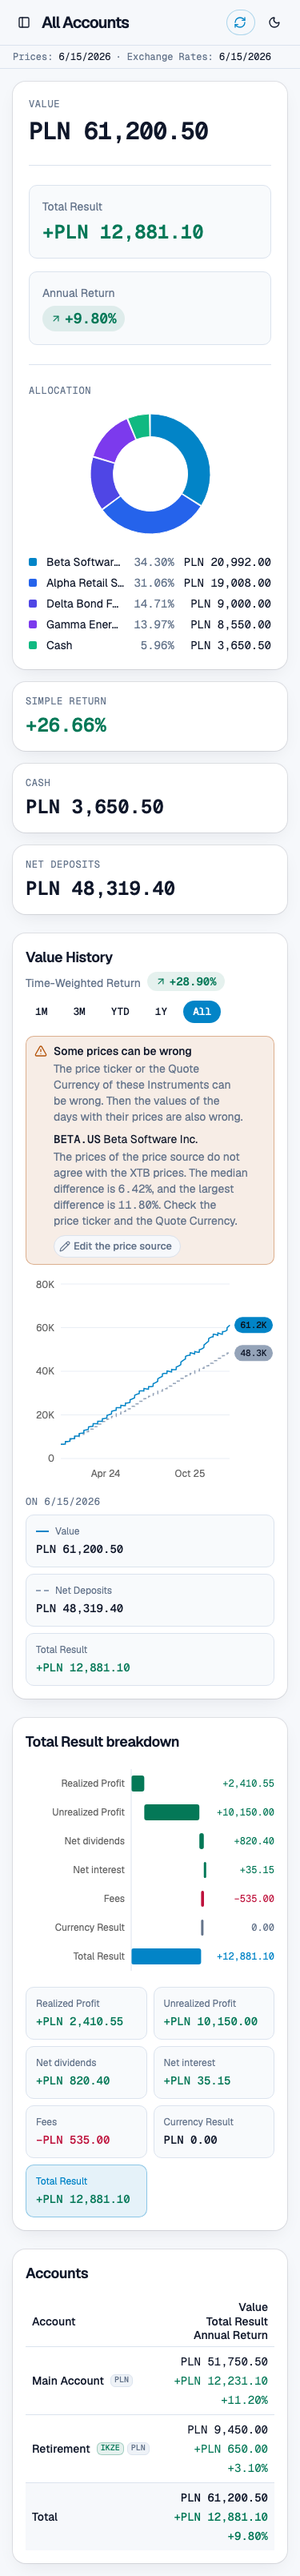 All Accounts
Prices: 6/15/2026 · Exchange Rates: 6/15/2026
VALUE
PLN 61,200.50
Total Result
+PLN 12,881.10
Annual Return
+9.80%
ALLOCATION
Beta Softwar… 34.30% PLN 20,992.00
Alpha Retail S… 31.06% PLN 19,008.00
Delta Bond F… 14.71% PLN 9,000.00
Gamma Ener… 13.97% PLN 8,550.00
Cash 5.96% PLN 3,650.50
SIMPLE RETURN
+26.66%
CASH
PLN 3,650.50
NET DEPOSITS
PLN 48,319.40
Value History
Time-Weighted Return +28.90%
1M 3M YTD 1Y All
Some prices can be wrong
The price ticker or the Quote
Currency of these Instruments can
be wrong. Then the values of the
days with their prices are also wrong.
BETA.US Beta Software Inc.
The prices of the price source do not
agree with the XTB prices. The median
difference is 6.42%, and the largest
difference is 11.80%. Check the
price ticker and the Quote Currency.
Edit the price source
80K
60K
61.2K
48.3K
40K
20K
0
Apr 24 Oct 25
ON 6/15/2026
Value
PLN 61,200.50
Net Deposits
PLN 48,319.40
Total Result
+PLN 12,881.10
Total Result breakdown
Realized Profit +2,410.55
Unrealized Profit +10,150.00
Net dividends +820.40
Net interest +35.15
Fees −535.00
Currency Result 0.00
Total Result +12,881.10
Realized Profit
+PLN 2,410.55
Unrealized Profit
+PLN 10,150.00
Net dividends
+PLN 820.40
Net interest
+PLN 35.15
Fees
−PLN 535.00
Currency Result
PLN 0.00
Total Result
+PLN 12,881.10
Accounts
Account
Value
Total Result
Annual Return
Main Account PLN
PLN 51,750.50
+PLN 12,231.10
+11.20%
Retirement IKZE PLN
PLN 9,450.00
+PLN 650.00
+3.10%
Total
PLN 61,200.50
+PLN 12,881.10
+9.80%